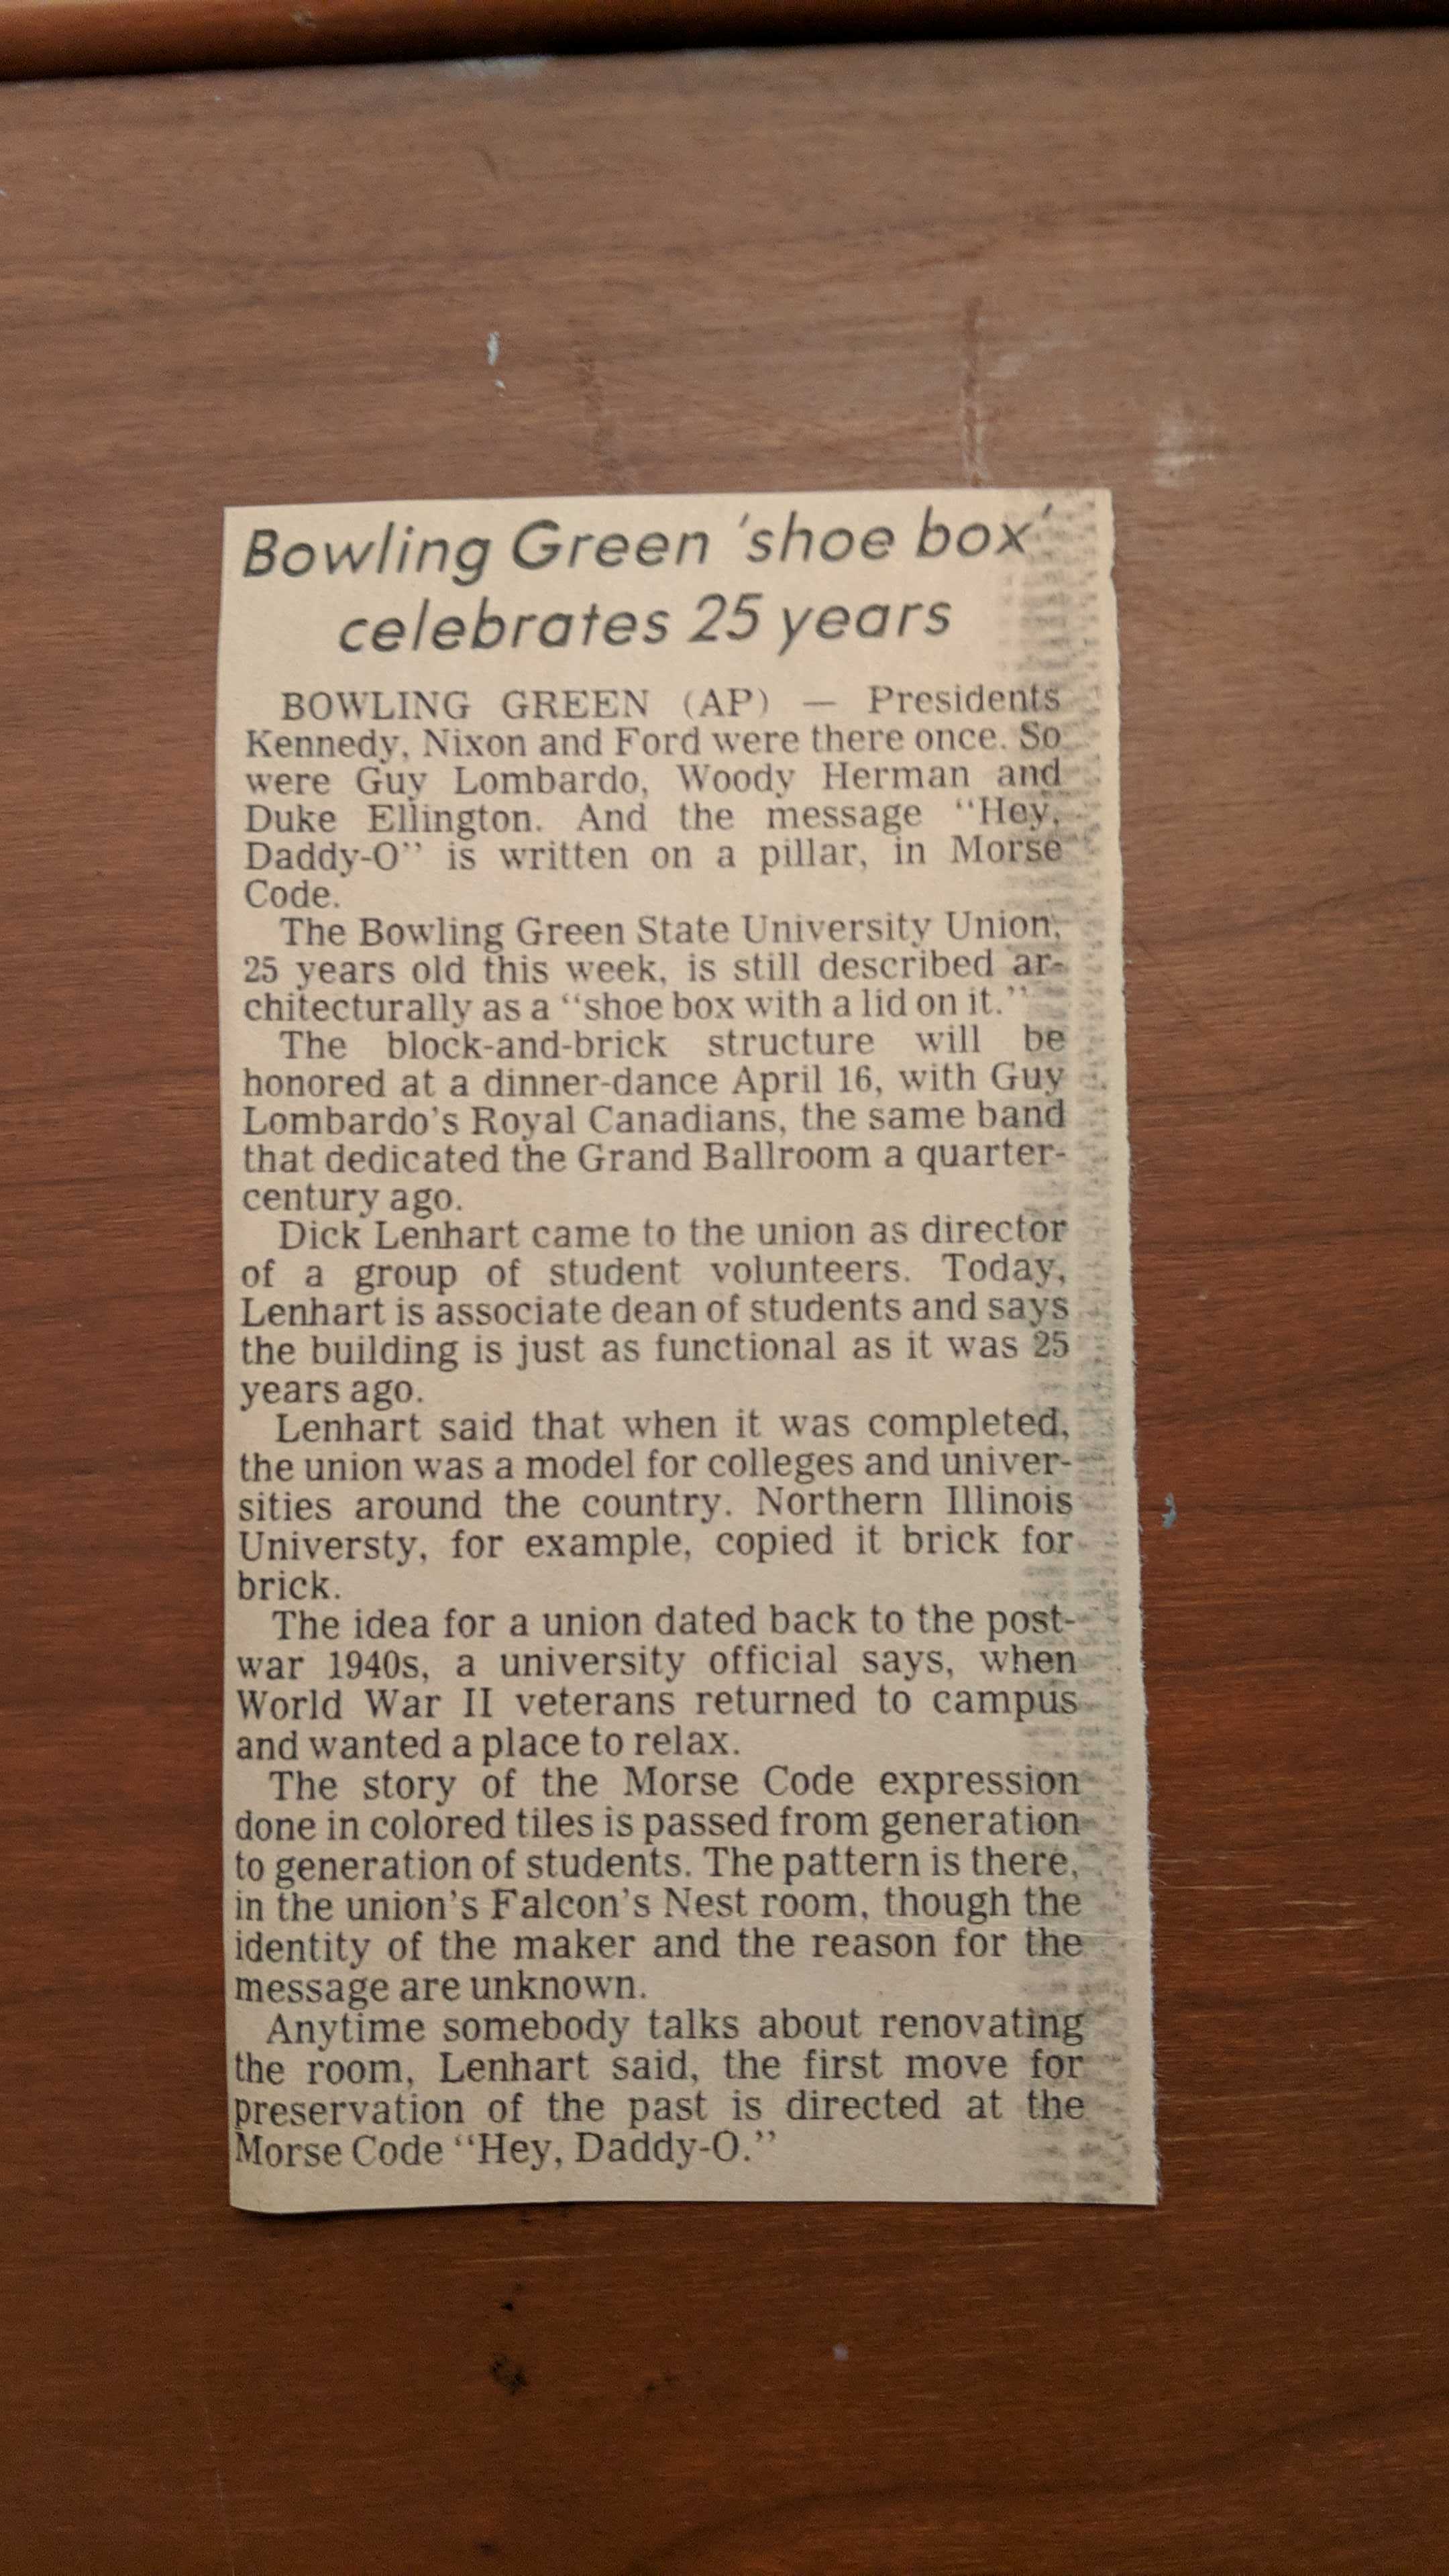 Bowling Green 'shoe box'
celebrates 25 years
BOWLING GREEN (AP) — Presidents
Kennedy, Nixon and Ford were there once. So
were Guy Lombardo, Woody Herman and
Duke Ellington. And the message "Hey,
Daddy-O" is written on a pillar, in Morse
Code.
The Bowling Green State University Union,
25 years old this week, is still described ar-
chitecturally as a "shoe box with a lid on it."
The block-and-brick structure will be
honored at a dinner-dance April 16, with Guy
Lombardo's Royal Canadians, the same band
that dedicated the Grand Ballroom a quarter-
century ago.
Dick Lenhart came to the union as director
of a group of student volunteers. Today,
Lenhart is associate dean of students and says
the building is just as functional as it was 25
years ago.
Lenhart said that when it was completed,
the union was a model for colleges and univer-
sities around the country. Northern Illinois
Universty, for example, copied it brick for
brick.
The idea for a union dated back to the post-
war 1940s, a university official says, when
World War II veterans returned to campus
and wanted a place to relax.
The story of the Morse Code expression
done in colored tiles is passed from generation
to generation of students. The pattern is there,
in the union's Falcon's Nest room, though the
identity of the maker and the reason for the
message are unknown.
Anytime somebody talks about renovating
the room, Lenhart said, the first move for
preservation of the past is directed at the
Morse Code "Hey, Daddy-O."